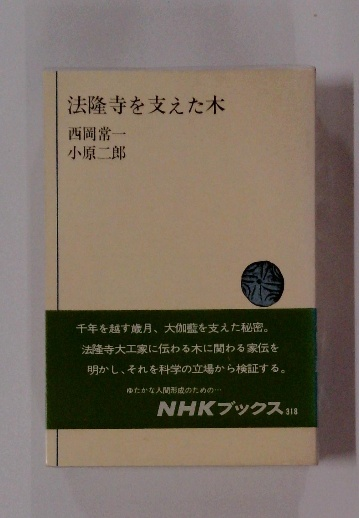 法隆寺を支えた木
西岡常一
小原二郎
千年を越す歳月、大伽藍を支えた秘密。
法隆寺大工家に伝わる木に関わる家伝を
明かし、それを科学の立場から検証する。
ゆたかな人間形成のための…
NHKブックス 318